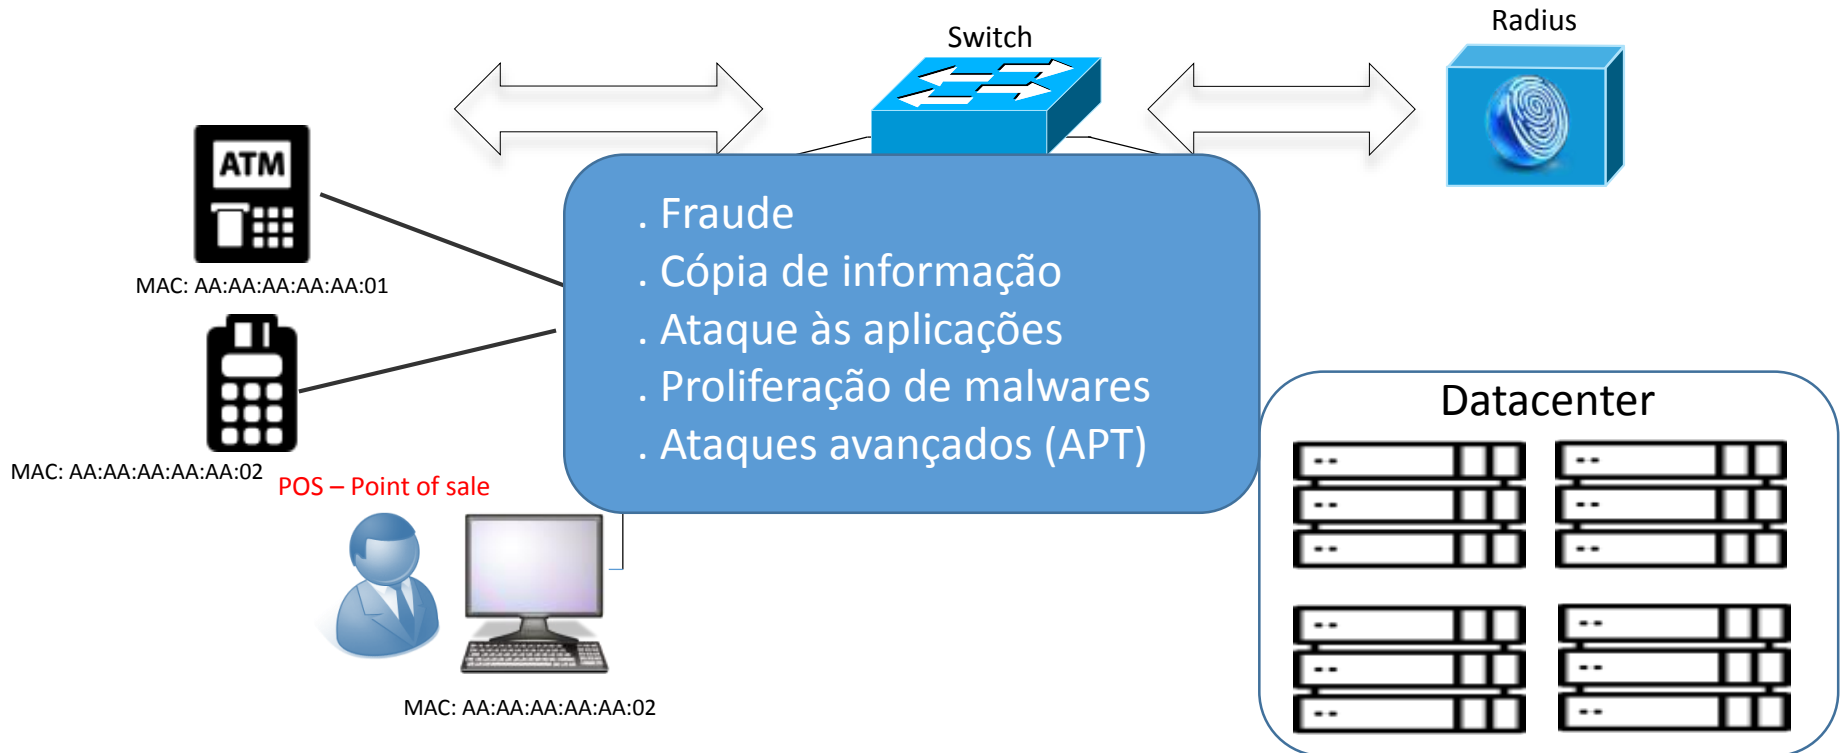 Switch
Radius
ATM
MAC: AA:AA:AA:AA:AA:01
. Fraude
. Cópia de informação
. Ataque às aplicações
. Proliferação de malwares
. Ataques avançados (APT)
MAC: AA:AA:AA:AA:AA:02
POS – Point of sale
MAC: AA:AA:AA:AA:AA:02
Datacenter